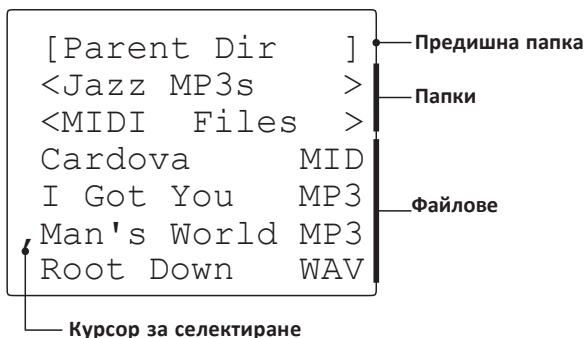 [Parent Dir ]
Предишна папка
<Jazz MP3s >
Папки
<MIDI Files >
Cardova MID
I Got You MP3
Файлове
Man's World MP3
Root Down WAV
Курсор за селектиране